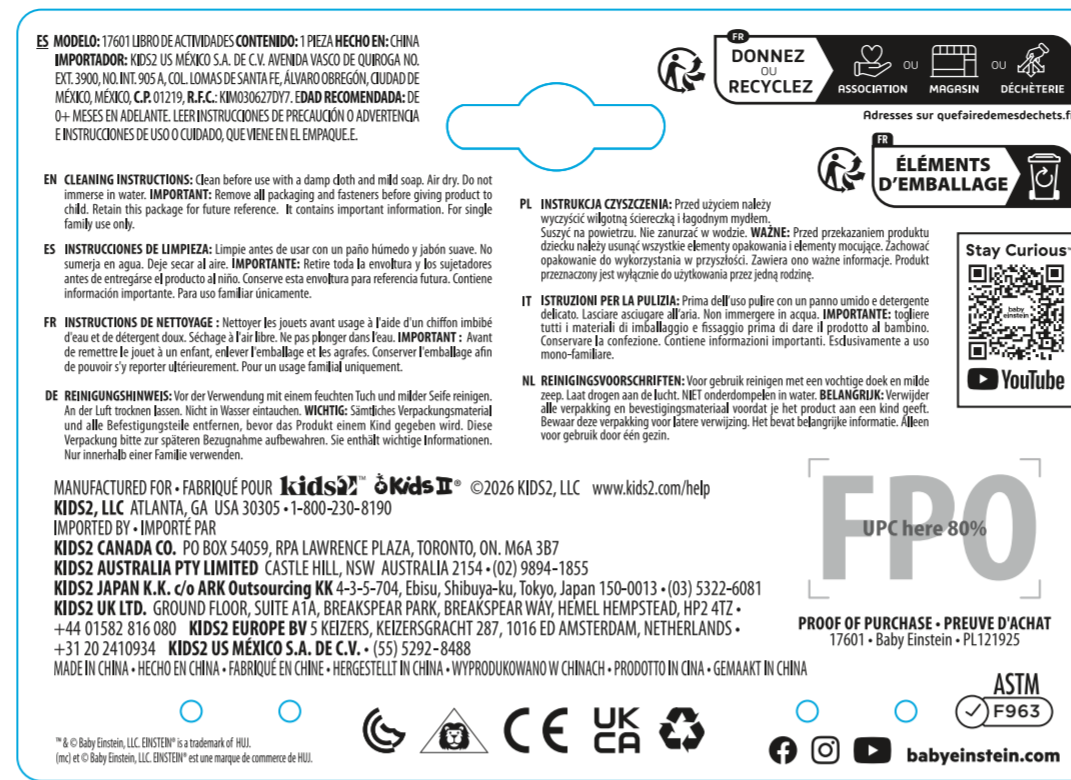 ES MODELO: 17601 LIBRO DE ACTIVIDADES CONTENIDO: 1 PIEZA HECHO EN: CHINA
IMPORTADOR: KIDS2 US MÉXICO S.A. DE C.V. AVENIDA VASCO DE QUIROGA NO.
EXT. 3900, NO. INT. 905 A, COL. LOMAS DE SANTA FE, ÁLVARO OBREGÓN, CIUDAD DE
MÉXICO, MÉXICO, C.P. 01219, R.F.C.: KIM030627DY7. EDAD RECOMENDADA: DE
0+ MESES EN ADELANTE. LEER INSTRUCCIONES DE PRECAUCIÓN O ADVERTENCIA
E INSTRUCCIONES DE USO O CUIDADO, QUE VIENE EN EL EMPAQUE.E.
FR
DONNEZ
OU
RECYCLEZ
ASSOCIATION
OU
MAGASIN
OU
DÉCHÈTERIE
Adresses sur quefairedemesdechets.fr
FR
ÉLÉMENTS
D'EMBALLAGE
EN CLEANING INSTRUCTIONS: Clean before use with a damp cloth and mild soap. Air dry. Do not
immerse in water. IMPORTANT: Remove all packaging and fasteners before giving product to
child. Retain this package for future reference. It contains important information. For single
family use only.
ES INSTRUCCIONES DE LIMPIEZA: Limpie antes de usar con un paño húmedo y jabón suave. No
sumerja en agua. Deje secar al aire. IMPORTANTE: Retire toda la envoltura y los sujetadores
antes de entregárse el producto al niño. Conserve esta envoltura para referencia futura. Contiene
información importante. Para uso familiar únicamente.
FR INSTRUCTIONS DE NETTOYAGE : Nettoyer les jouets avant usage à l'aide d'un chiffon imbibé
d'eau et de détergent doux. Séchage à l'air libre. Ne pas plonger dans l'eau. IMPORTANT : Avant
de remettre le jouet à un enfant, enlever l'emballage et les agrafes. Conserver l'emballage afin
de pouvoir s'y reporter ultérieurement. Pour un usage familial uniquement.
DE REINIGUNGSHINWEIS: Vor der Verwendung mit einem feuchten Tuch und milder Seife reinigen.
An der Luft trocknen lassen. Nicht in Wasser eintauchen. WICHTIG: Sämtliches Verpackungsmaterial
und alle Befestigungsteile entfernen, bevor das Produkt einem Kind gegeben wird. Diese
Verpackung bitte zur späteren Bezugnahme aufbewahren. Sie enthält wichtige Informationen.
Nur innerhalb einer Familie verwenden.
PL INSTRUKCJA CZYSZCZENIA: Przed użyciem należy
wyczyścić wilgotną ściereczką i łagodnym mydłem.
Suszyć na powietrzu. Nie zanurzać w wodzie. WAŻNE: Przed przekazaniem produktu
dziecku należy usunąć wszystkie elementy opakowania i elementy mocujące. Zachować
opakowanie do wykorzystania w przyszłości. Zawiera ono ważne informacje. Produkt
przeznaczony jest wyłącznie do użytkowania przez jedną rodzinę.
IT ISTRUZIONI PER LA PULIZIA: Prima dell'uso pulire con un panno umido e detergente
delicato. Lasciare asciugare all'aria. Non immergere in acqua. IMPORTANTE: togliere
tutti i materiali di imballaggio e fissaggio prima di dare il prodotto al bambino.
Conservare la confezione. Contiene informazioni importanti. Esclusivamente a uso
mono-familiare.
NL REINIGINGSVOORSCHRIFTEN: Voor gebruik reinigen met een vochtige doek en milde
zeep. Laat drogen aan de lucht. NIET onderdompelen in water. BELANGRIJK: Verwijder
alle verpakking en bevestigingsmateriaal voordat je het product aan een kind geeft.
Bewaar deze verpakking voor latere verwijzing. Het bevat belangrijke informatie. Alleen
voor gebruik door één gezin.
Stay Curious™
baby
einstein
YouTube
MANUFACTURED FOR • FABRIQUÉ POUR kids2™ Kids II® ©2026 KIDS2, LLC www.kids2.com/help
KIDS2, LLC ATLANTA, GA USA 30305 • 1-800-230-8190
IMPORTED BY • IMPORTÉ PAR
KIDS2 CANADA CO. PO BOX 54059, RPA LAWRENCE PLAZA, TORONTO, ON. M6A 3B7
KIDS2 AUSTRALIA PTY LIMITED CASTLE HILL, NSW AUSTRALIA 2154 • (02) 9894-1855
KIDS2 JAPAN K.K. c/o ARK Outsourcing KK 4-3-5-704, Ebisu, Shibuya-ku, Tokyo, Japan 150-0013 • (03) 5322-6081
KIDS2 UK LTD. GROUND FLOOR, SUITE A1A, BREAKSPEAR PARK, BREAKSPEAR WAY, HEMEL HEMPSTEAD, HP2 4TZ •
+44 01582 816 080 KIDS2 EUROPE BV 5 KEIZERS, KEIZERSGRACHT 287, 1016 ED AMSTERDAM, NETHERLANDS •
+31 20 2410934 KIDS2 US MÉXICO S.A. DE C.V. • (55) 5292-8488
MADE IN CHINA • HECHO EN CHINA • FABRIQUÉ EN CHINE • HERGESTELLT IN CHINA • WYPRODUKOWANO W CHINACH • PRODOTTO IN CINA • GEMAAKT IN CHINA
FPO
UPC here 80%
PROOF OF PURCHASE • PREUVE D'ACHAT
17601 • Baby Einstein • PL121925
ASTM
F963
™ & © Baby Einstein, LLC. EINSTEIN® is a trademark of HUJ.
(mc) et © Baby Einstein, LLC. EINSTEIN® est une marque de commerce de HUJ.
CE
UK
CA
babyeinstein.com